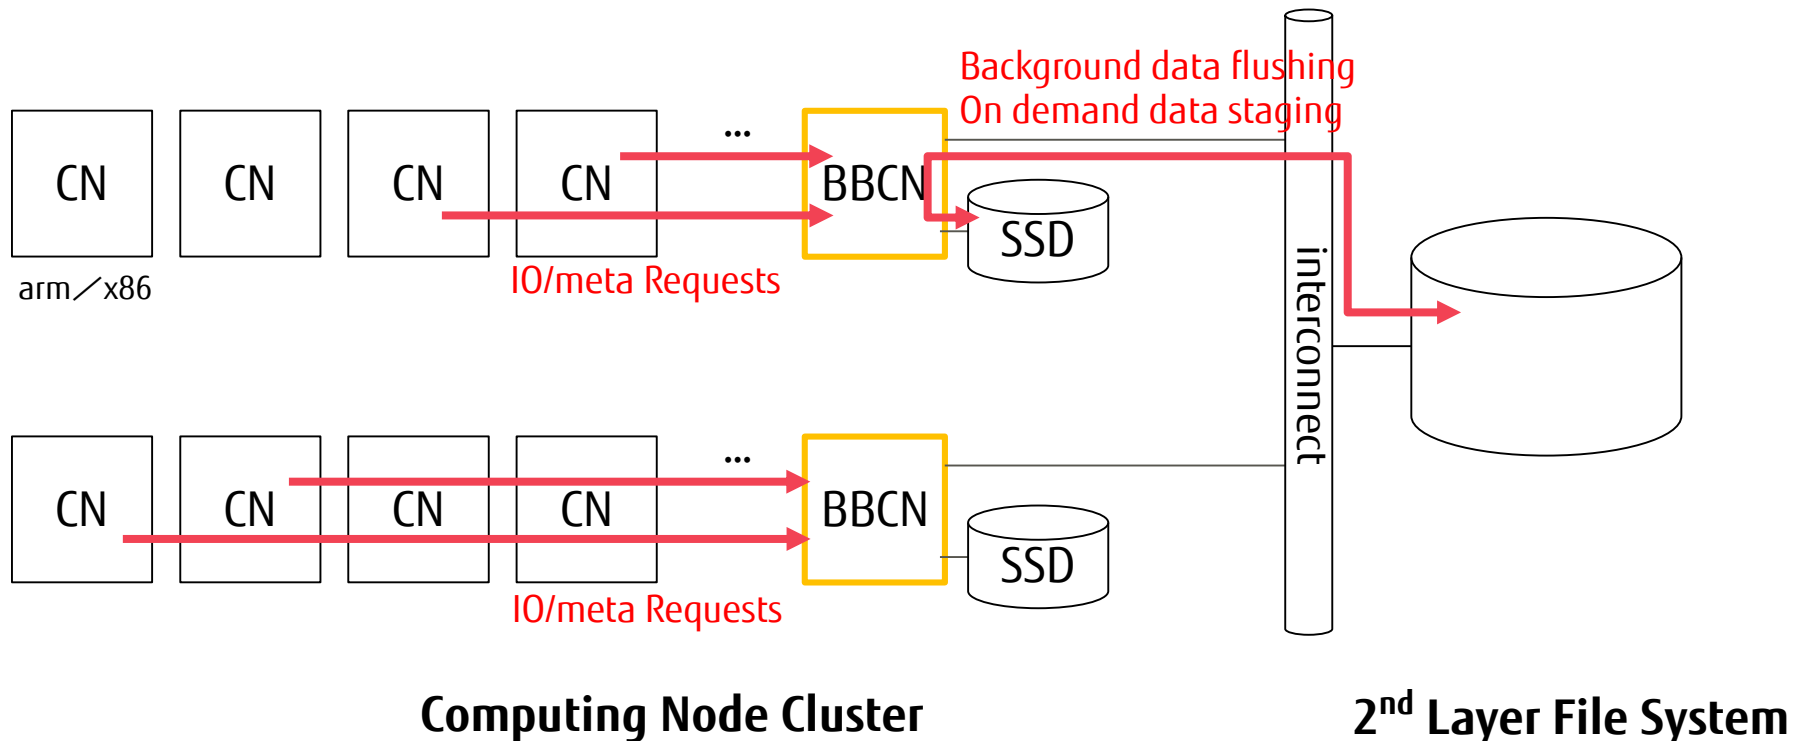 Background data flushing
On demand data staging
...
CN CN CN CN BBCN
SSD
arm／x86
IO/meta Requests
interconnect
...
CN CN CN CN BBCN
SSD
IO/meta Requests
Computing Node Cluster
2nd Layer File System